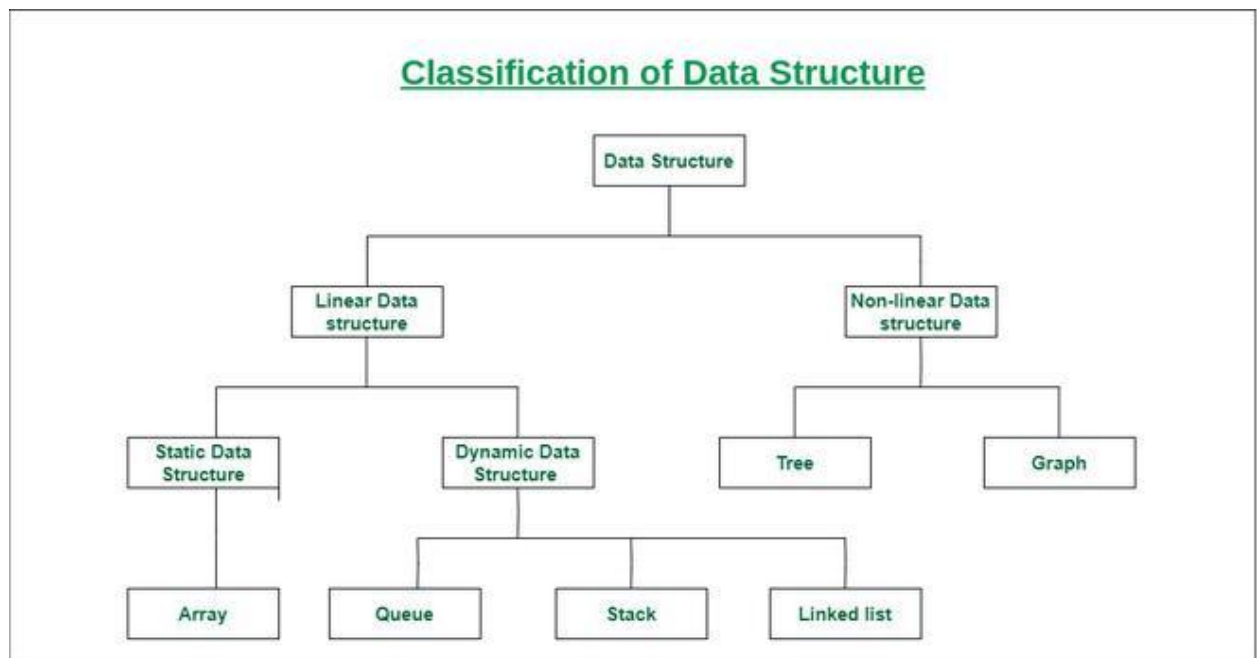 Classification of Data Structure
Data Structure
Linear Data
structure
Non-linear Data
structure
Static Data
Structure
Dynamic Data
Structure
Tree
Graph
Array
Queue
Stack
Linked list